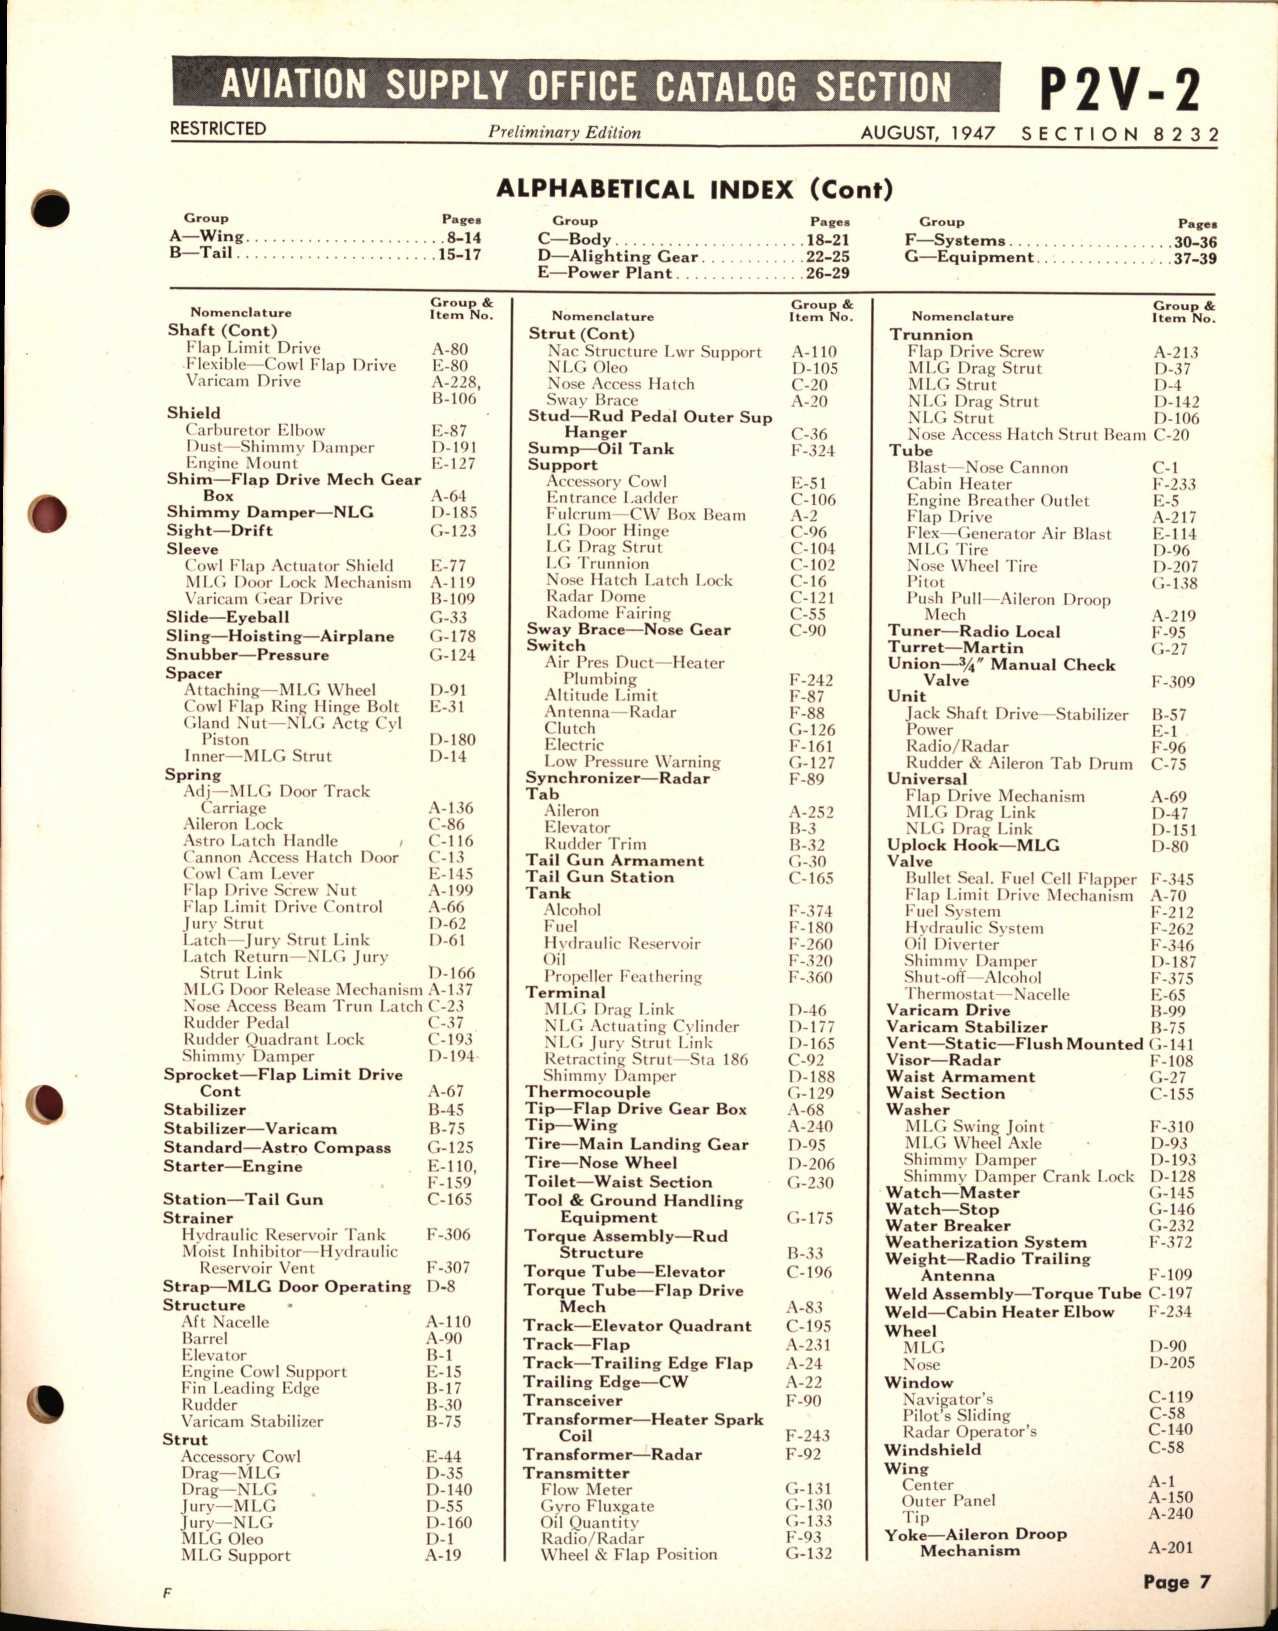 AVIATION SUPPLY OFFICE CATALOG SECTION P2V-2
RESTRICTED Preliminary Edition AUGUST, 1947 SECTION 8232
ALPHABETICAL INDEX (Cont)
Group Pages
A—Wing......................8-14
B—Tail......................15-17
Group Pages
C—Body.....................18-21
D—Alighting Gear............22-25
E—Power Plant..............26-29
Group Pages
F—Systems..................30-36
G—Equipment...............37-39
Nomenclature Group & Item No.
Shaft (Cont)
Flap Limit Drive A-80
Flexible—Cowl Flap Drive E-80
Varicam Drive A-228,
B-106
Shield
Carburetor Elbow E-87
Dust—Shimmy Damper D-191
Engine Mount E-127
Shim—Flap Drive Mech Gear
Box A-64
Shimmy Damper—NLG D-185
Sight—Drift G-123
Sleeve
Cowl Flap Actuator Shield E-77
MLG Door Lock Mechanism A-119
Varicam Gear Drive B-109
Slide—Eyeball G-33
Sling—Hoisting—Airplane G-178
Snubber—Pressure G-124
Spacer
Attaching—MLG Wheel D-91
Cowl Flap Ring Hinge Bolt E-31
Gland Nut—NLG Actg Cyl
Piston D-180
Inner—MLG Strut D-14
Spring
Adj—MLG Door Track
Carriage A-136
Aileron Lock C-86
Astro Latch Handle C-116
Cannon Access Hatch Door C-13
Cowl Cam Lever E-145
Flap Drive Screw Nut A-199
Flap Limit Drive Control A-66
Jury Strut D-62
Latch—Jury Strut Link D-61
Latch Return—NLG Jury
Strut Link D-166
MLG Door Release Mechanism A-137
Nose Access Beam Trun Latch C-23
Rudder Pedal C-37
Rudder Quadrant Lock C-193
Shimmy Damper D-194
Sprocket—Flap Limit Drive
Cont A-67
Stabilizer B-45
Stabilizer—Varicam B-75
Standard—Astro Compass G-125
Starter—Engine E-110,
F-159
Station—Tail Gun C-165
Strainer
Hydraulic Reservoir Tank F-306
Moist Inhibitor—Hydraulic
Reservoir Vent F-307
Strap—MLG Door Operating D-8
Structure
Aft Nacelle A-110
Barrel A-90
Elevator B-1
Engine Cowl Support E-15
Fin Leading Edge B-17
Rudder B-30
Varicam Stabilizer B-75
Strut
Accessory Cowl E-44
Drag—MLG D-35
Drag—NLG D-140
Jury—MLG D-55
Jury—NLG D-160
MLG Oleo D-1
MLG Support A-19
Nomenclature Group & Item No.
Strut (Cont)
Nac Structure Lwr Support A-110
NLG Oleo D-105
Nose Access Hatch C-20
Sway Brace A-20
Stud—Rud Pedal Outer Sup
Hanger C-36
Sump—Oil Tank F-324
Support
Accessory Cowl E-51
Entrance Ladder C-106
Fulcrum—CW Box Beam A-2
LG Door Hinge C-96
LG Drag Strut C-104
LG Trunnion C-102
Nose Hatch Latch Lock C-16
Radar Dome C-121
Radome Fairing C-55
Sway Brace—Nose Gear C-90
Switch
Air Pres Duct—Heater
Plumbing F-242
Altitude Limit F-87
Antenna—Radar F-88
Clutch G-126
Electric F-161
Low Pressure Warning G-127
Synchronizer—Radar F-89
Tab
Aileron A-252
Elevator B-3
Rudder Trim B-32
Tail Gun Armament G-30
Tail Gun Station C-165
Tank
Alcohol F-374
Fuel F-180
Hydraulic Reservoir F-260
Oil F-320
Propeller Feathering F-360
Terminal
MLG Drag Link D-46
NLG Actuating Cylinder D-177
NLG Jury Strut Link D-165
Retracting Strut—Sta 186 C-92
Shimmy Damper D-188
Thermocouple G-129
Tip—Flap Drive Gear Box A-68
Tip—Wing A-240
Tire—Main Landing Gear D-95
Tire—Nose Wheel D-206
Toilet—Waist Section G-230
Tool & Ground Handling
Equipment G-175
Torque Assembly—Rud
Structure B-33
Torque Tube—Elevator C-196
Torque Tube—Flap Drive
Mech A-83
Track—Elevator Quadrant C-195
Track—Flap A-231
Track—Trailing Edge Flap A-24
Trailing Edge—CW A-22
Transceiver F-90
Transformer—Heater Spark
Coil F-243
Transformer—Radar F-92
Transmitter
Flow Meter G-131
Gyro Fluxgate G-130
Oil Quantity G-133
Radio/Radar F-93
Wheel & Flap Position G-132
Nomenclature Group & Item No.
Trunnion
Flap Drive Screw A-213
MLG Drag Strut D-37
MLG Strut D-4
NLG Drag Strut D-142
NLG Strut D-106
Nose Access Hatch Strut Beam C-20
Tube
Blast—Nose Cannon C-1
Cabin Heater F-233
Engine Breather Outlet E-5
Flap Drive A-217
Flex—Generator Air Blast E-114
MLG Tire D-96
Nose Wheel Tire D-207
Pitot G-138
Push Pull—Aileron Droop
Mech A-219
Tuner—Radio Local F-95
Turret—Martin G-27
Union—¾″ Manual Check
Valve F-309
Unit
Jack Shaft Drive—Stabilizer B-57
Power E-1
Radio/Radar F-96
Rudder & Aileron Tab Drum C-75
Universal
Flap Drive Mechanism A-69
MLG Drag Link D-47
NLG Drag Link D-151
Uplock Hook—MLG D-80
Valve
Bullet Seal. Fuel Cell Flapper F-345
Flap Limit Drive Mechanism A-70
Fuel System F-212
Hydraulic System F-262
Oil Diverter F-346
Shimmy Damper D-187
Shut-off—Alcohol F-375
Thermostat—Nacelle E-65
Varicam Drive B-99
Varicam Stabilizer B-75
Vent—Static—Flush Mounted G-141
Visor—Radar F-108
Waist Armament G-27
Waist Section C-155
Washer
MLG Swing Joint F-310
MLG Wheel Axle D-93
Shimmy Damper D-193
Shimmy Damper Crank Lock D-128
Watch—Master G-145
Watch—Stop G-146
Water Breaker G-232
Weatherization System F-372
Weight—Radio Trailing
Antenna F-109
Weld Assembly—Torque Tube C-197
Weld—Cabin Heater Elbow F-234
Wheel
MLG D-90
Nose D-205
Window
Navigator's C-119
Pilot's Sliding C-58
Radar Operator's C-140
Windshield C-58
Wing
Center A-1
Outer Panel A-150
Tip A-240
Yoke—Aileron Droop
Mechanism A-201
F Page 7